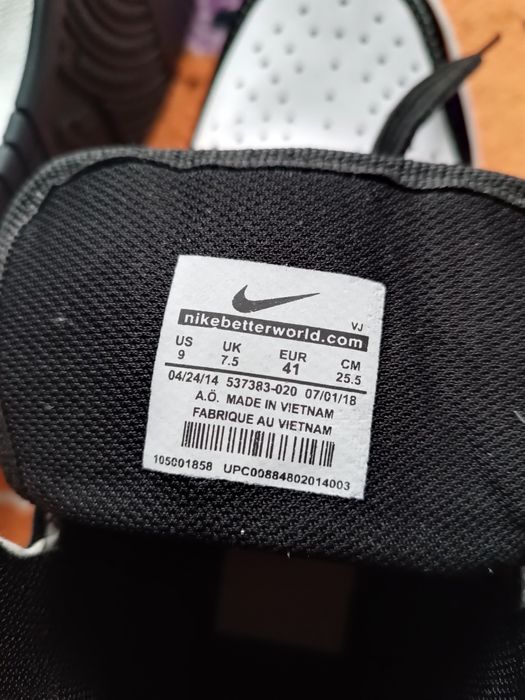 VJ
nikebetterworld.com
US UK EUR CM
9 7.5 41 25.5
04/24/14 537383-020 07/01/18
A.Ö. MADE IN VIETNAM
FABRIQUE AU VIETNAM
105001858 UPC00884802014003